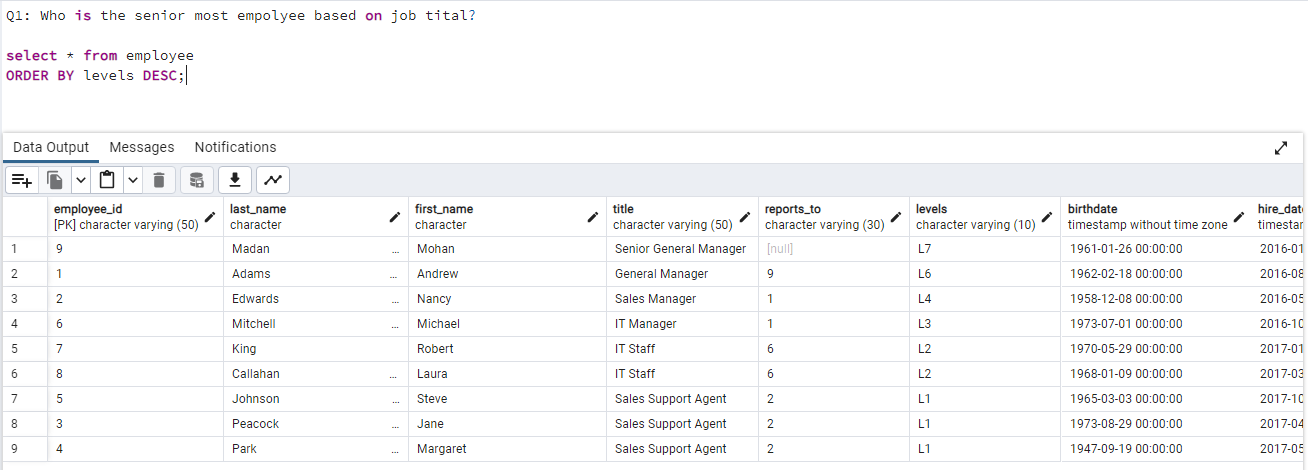 Q1: Who is the senior most empolyee based on job tital?
select * from employee
ORDER BY levels DESC;
Data Output Messages Notifications
employee_id last_name first_name title reports_to levels birthdate hire_dat
[PK] character varying (50) character character character varying (50) character varying (30) character varying (10) timestamp without time zone timestar
1 9 Madan ... Mohan Senior General Manager [null] L7 1961-01-26 00:00:00 2016-01
2 1 Adams ... Andrew General Manager 9 L6 1962-02-18 00:00:00 2016-08
3 2 Edwards ... Nancy Sales Manager 1 L4 1958-12-08 00:00:00 2016-05
4 6 Mitchell ... Michael IT Manager 1 L3 1973-07-01 00:00:00 2016-10
5 7 King ... Robert IT Staff 6 L2 1970-05-29 00:00:00 2017-01
6 8 Callahan ... Laura IT Staff 6 L2 1968-01-09 00:00:00 2017-03
7 5 Johnson ... Steve Sales Support Agent 2 L1 1965-03-03 00:00:00 2017-10
8 3 Peacock ... Jane Sales Support Agent 2 L1 1973-08-29 00:00:00 2017-04
9 4 Park ... Margaret Sales Support Agent 2 L1 1947-09-19 00:00:00 2017-05